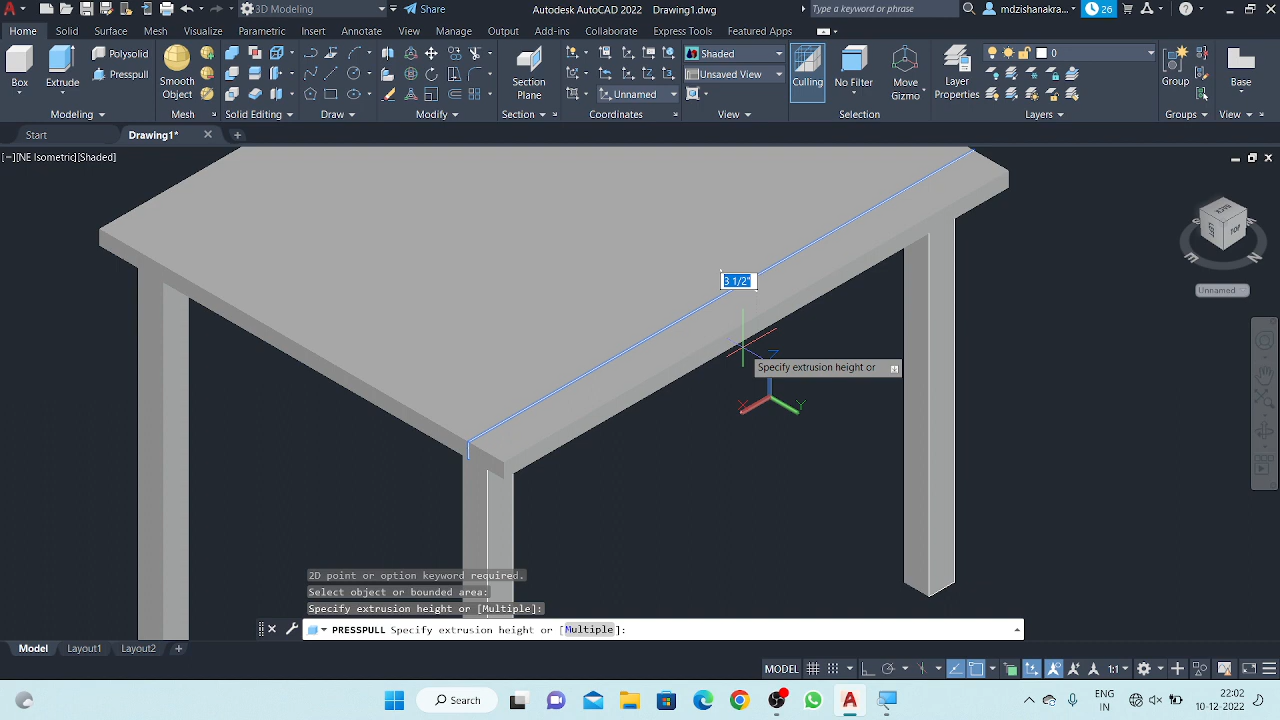 3D Modeling
Share
Autodesk AutoCAD 2022 Drawing1.dwg
Type a keyword or phrase
mdzishanakra...
26
Home Solid Surface Mesh Visualize Parametric Insert Annotate View Manage Output Add-ins Collaborate Express Tools Featured Apps
Box
Extrude
Polysolid
Presspull
Smooth
Object
Section
Plane
Shaded
Unsaved View
Unnamed
Culling
No Filter
Move
Gizmo
Layer
Properties
0
Group
Base
Modeling
Mesh
Solid Editing
Draw
Modify
Section
Coordinates
View
Selection
Layers
Groups
View
Start
Drawing1*
[−][NE Isometric][Shaded]
TOP
Unnamed
3 1/2"
Specify extrusion height or
Z
X
Y
2D point or option keyword required.
Select object or bounded area:
Specify extrusion height or [Multiple]:
PRESSPULL Specify extrusion height or [Multiple]:
Model
Layout1
Layout2
MODEL
1:1
Search
ENG
IN
12:02
10-12-2022